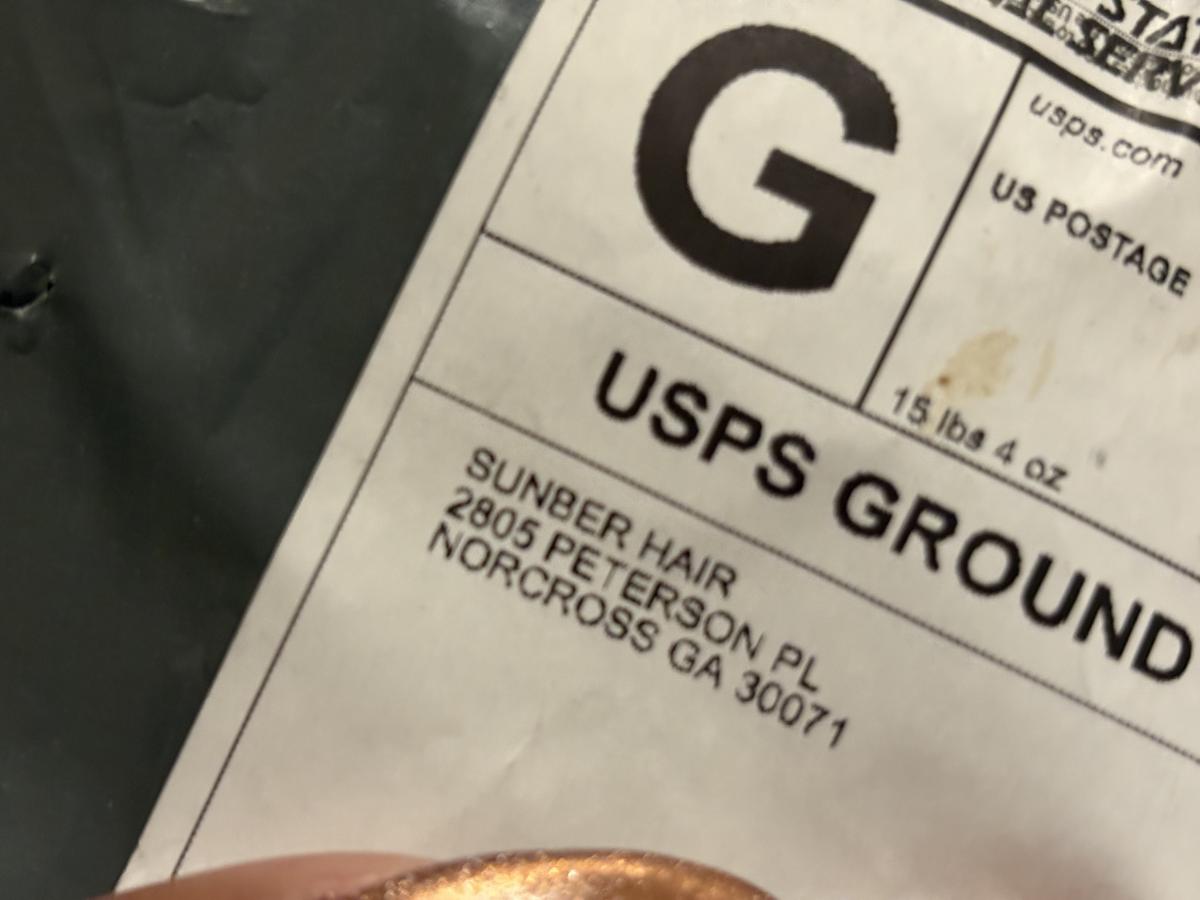 G
usps.com
US POSTAGE
15 lbs 4 oz
USPS GROUND
SUNBER HAIR
2805 PETERSON PL
NORCROSS GA 30071